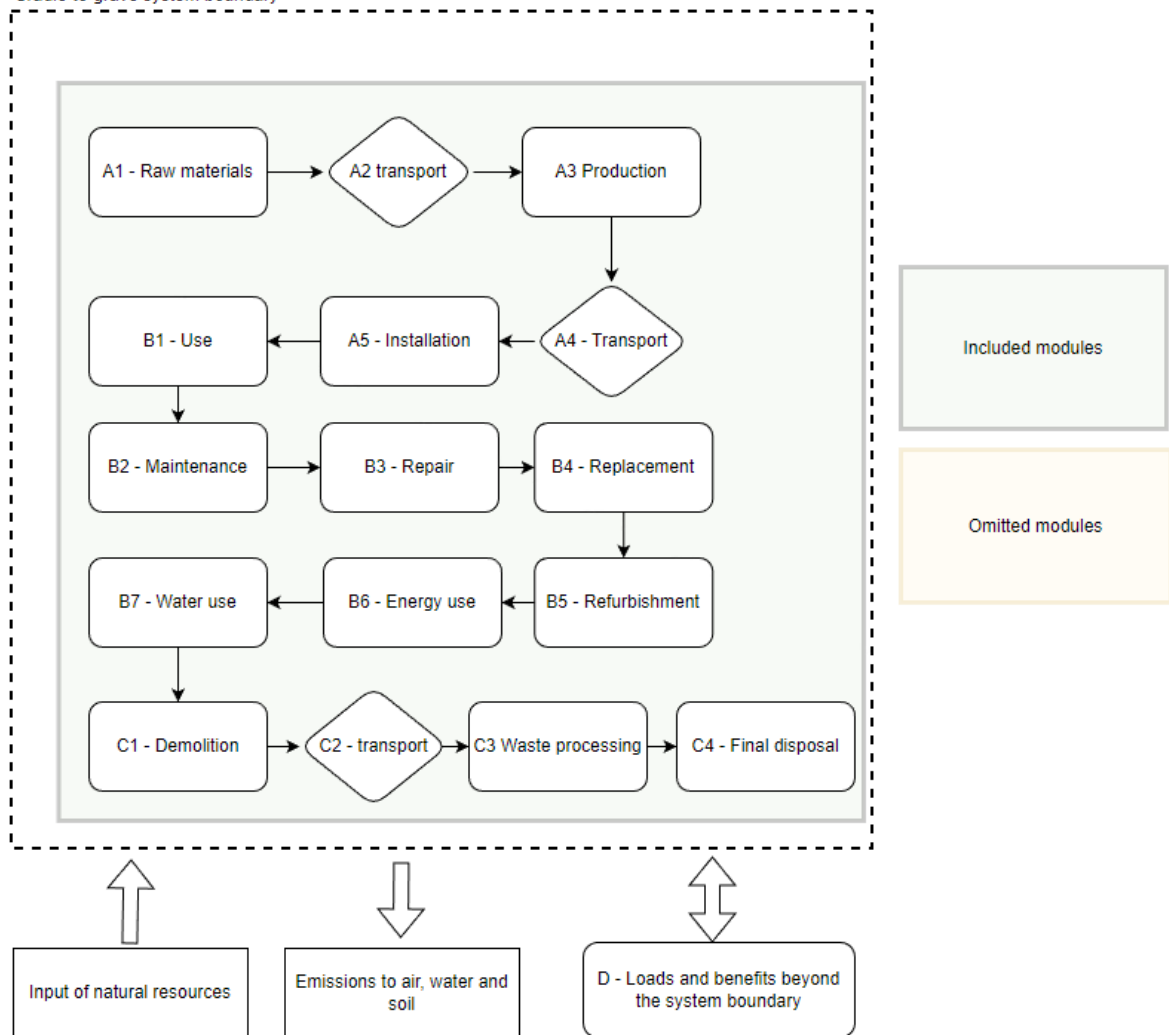 A1 - Raw materials
A2 transport
A3 Production
B1 - Use
A5 - Installation
A4 - Transport
Included modules
B2 - Maintenance
B3 - Repair
B4 - Replacement
Omitted modules
B7 - Water use
B6 - Energy use
B5 - Refurbishment
C1 - Demolition
C2 - transport
C3 Waste processing
C4 - Final disposal
Input of natural resources
Emissions to air, water and
soil
D - Loads and benefits beyond
the system boundary